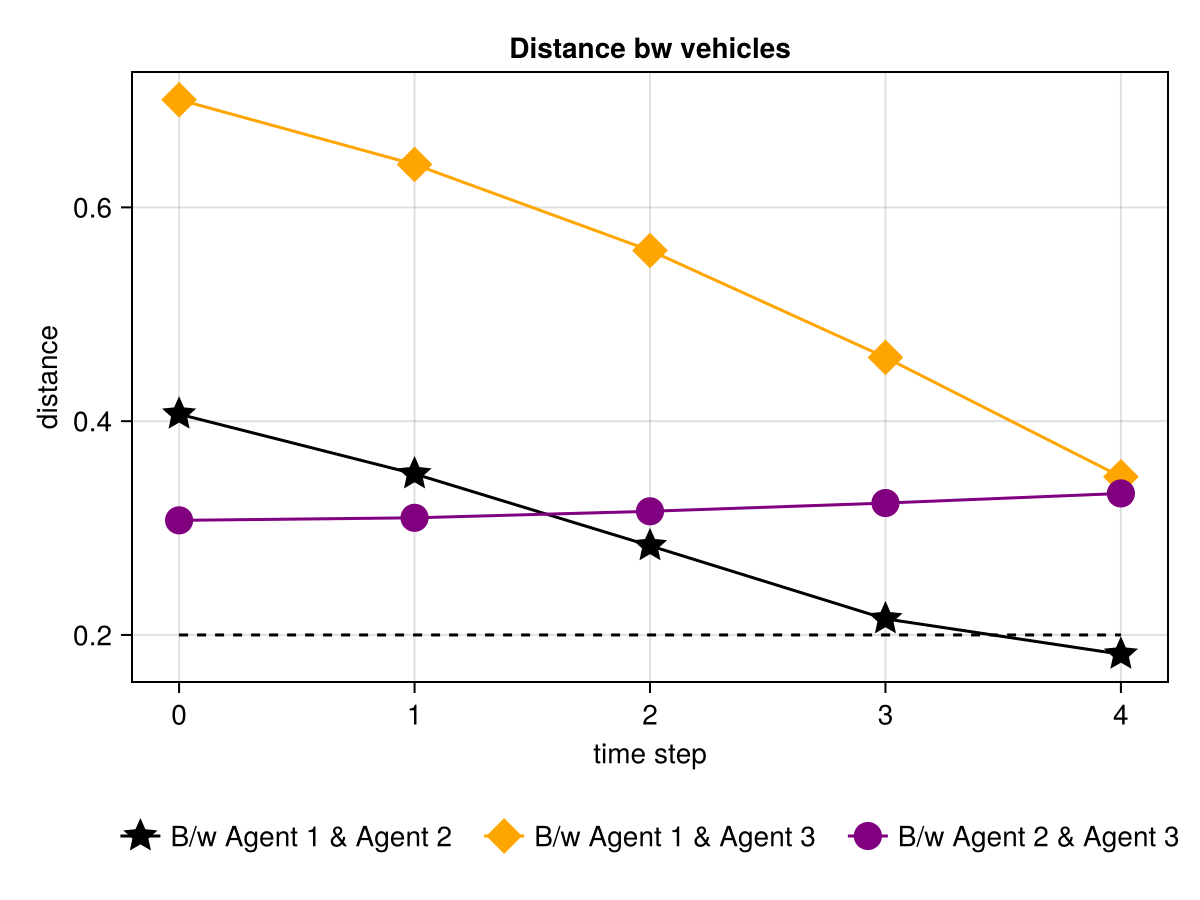 Distance bw vehicles
distance
0.6
0.4
0.2
0 1 2 3 4
time step
B/w Agent 1 & Agent 2 B/w Agent 1 & Agent 3 B/w Agent 2 & Agent 3